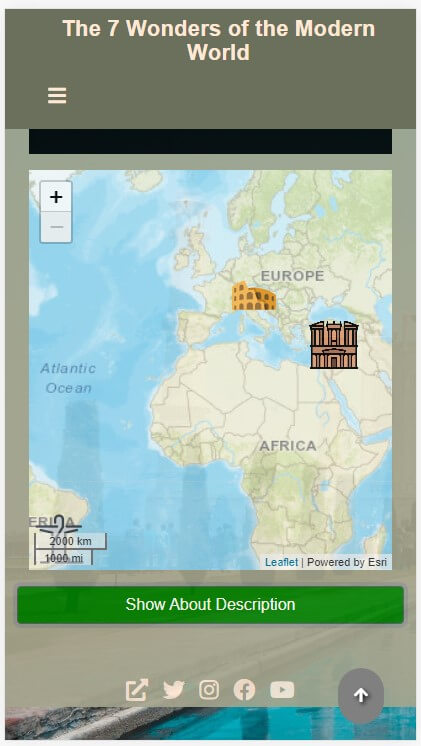 The 7 Wonders of the Modern
World
+
−
EUROPE
Atlantic
Ocean
AFRICA
ERICA
2000 km
1000 mi
Leaflet | Powered by Esri
Show About Description